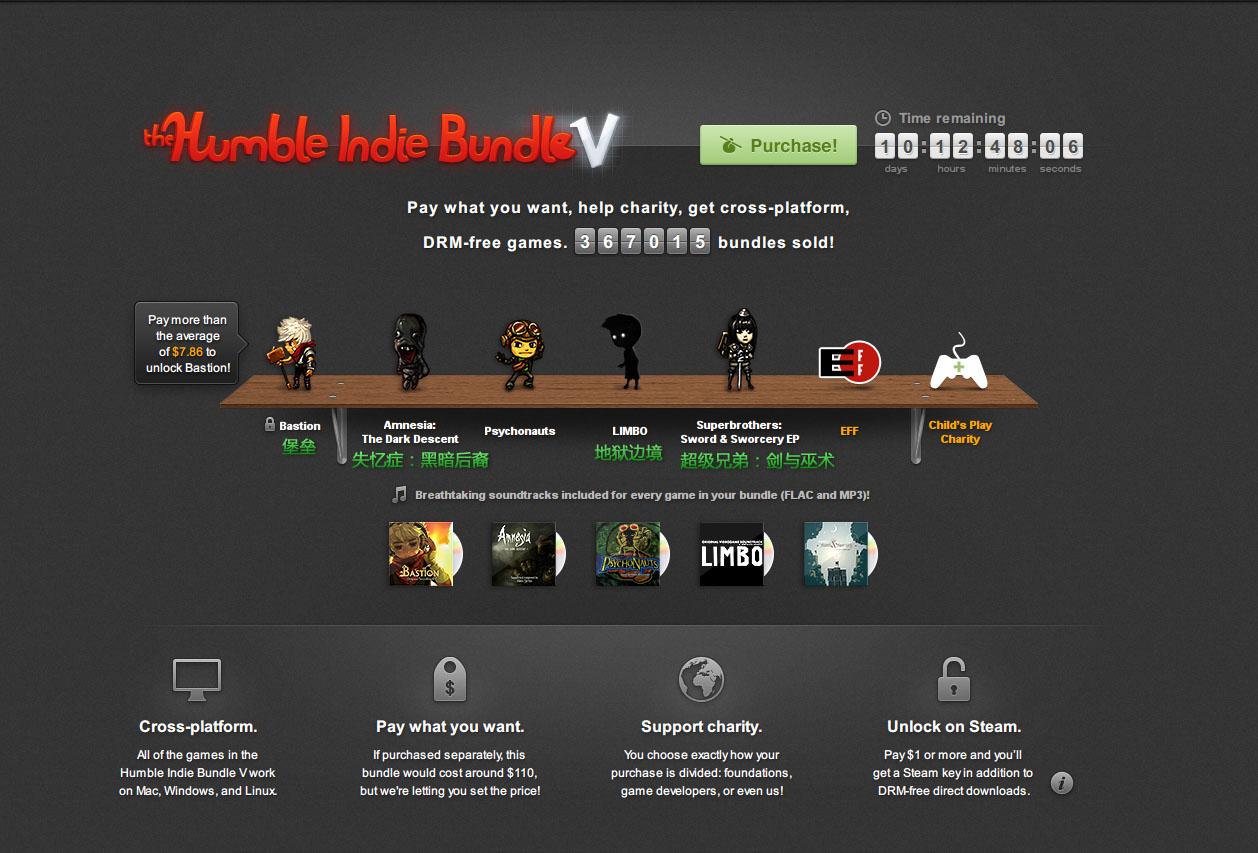 the Humble Indie Bundle V
Purchase!
Time remaining
10:12:48:06
days hours minutes seconds
Pay what you want, help charity, get cross-platform,
DRM-free games. 367015 bundles sold!
Pay more than
the average
of $7.86 to
unlock Bastion!
EFF
Bastion
堡垒
Amnesia:
The Dark Descent
失忆症：黑暗后裔
Psychonauts
LIMBO
地狱边境
Superbrothers:
Sword & Sworcery EP
超级兄弟：剑与巫术
EFF
Child's Play
Charity
Breathtaking soundtracks included for every game in your bundle (FLAC and MP3)!
BASTION
Amnesia
PSYCHONAUTS
ORIGINAL VIDEOGAME SOUNDTRACK
LIMBO
Cross-platform.
All of the games in the
Humble Indie Bundle V work
on Mac, Windows, and Linux.
Pay what you want.
If purchased separately, this
bundle would cost around $110,
but we're letting you set the price!
Support charity.
You choose exactly how your
purchase is divided: foundations,
game developers, or even us!
Unlock on Steam.
Pay $1 or more and you'll
get a Steam key in addition to
DRM-free direct downloads.